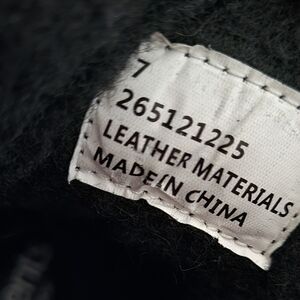 7
265121225
LEATHER MATERIALS
MADE IN CHINA